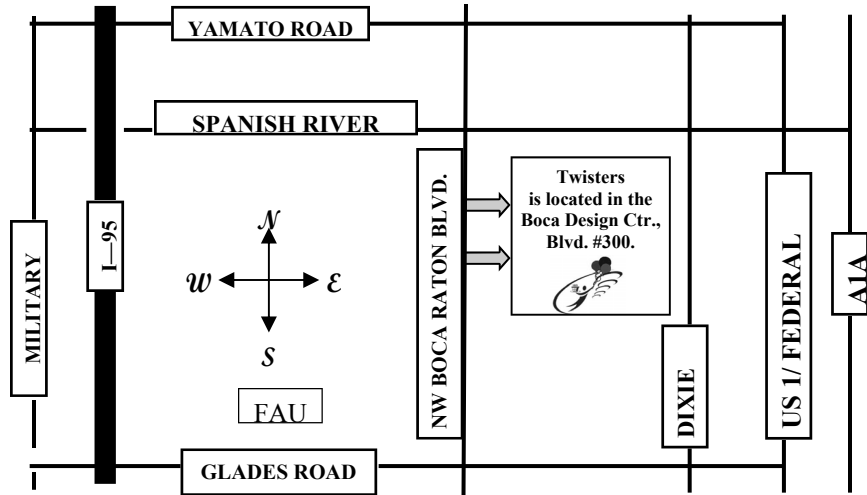 YAMATO ROAD
SPANISH RIVER
MILITARY
I—95
NW BOCA RATON BLVD.
Twisters
is located in the
Boca Design Ctr.,
Blvd. #300.
N
W
E
S
FAU
DIXIE
US 1/ FEDERAL
A1A
GLADES ROAD